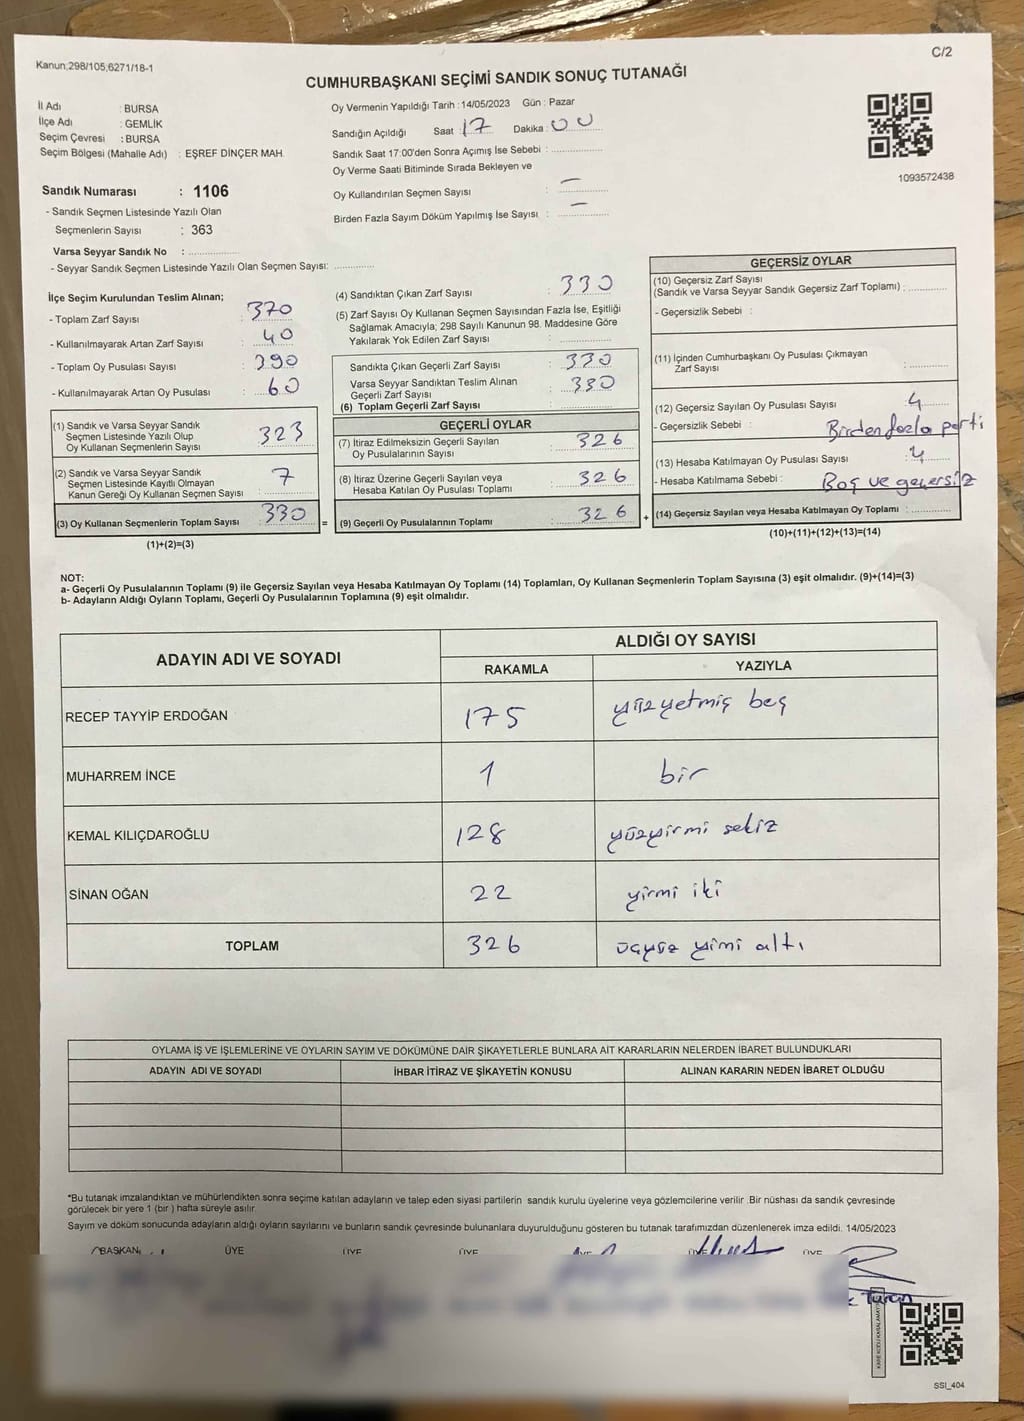 C/2
Kanun;298/105,6271/18-1
CUMHURBAŞKANI SEÇİMİ SANDIK SONUÇ TUTANAĞI
İl Adı : BURSA
İlçe Adı : GEMLİK
Seçim Çevresi : BURSA
Seçim Bölgesi (Mahalle Adı) : EŞREF DİNÇER MAH.
Sandık Numarası : 1106
- Sandık Seçmen Listesinde Yazılı Olan
Seçmenlerin Sayısı : 363
Varsa Seyyar Sandık No :
- Seyyar Sandık Seçmen Listesinde Yazılı Olan Seçmen Sayısı:
Oy Vermenin Yapıldığı Tarih : 14/05/2023 Gün : Pazar
Sandığın Açıldığı Saat : 17 Dakika : 00
Sandık Saat 17:00'den Sonra Açımış İse Sebebi :
Oy Verme Saati Bitiminde Sırada Bekleyen ve
Oy Kullandırılan Seçmen Sayısı : —
Birden Fazla Sayım Döküm Yapılmış İse Sayısı : —
1093572438
İlçe Seçim Kurulundan Teslim Alınan;
- Toplam Zarf Sayısı : 370
- Kullanılmayarak Artan Zarf Sayısı : 40
- Toplam Oy Pusulası Sayısı : 390
- Kullanılmayarak Artan Oy Pusulası : 60
(1) Sandık ve Varsa Seyyar Sandık
Seçmen Listesinde Yazılı Olup
Oy Kullanan Seçmenlerin Sayısı : 323
(2) Sandık ve Varsa Seyyar Sandık
Seçmen Listesinde Kayıtlı Olmayan
Kanun Gereği Oy Kullanan Seçmen Sayısı : 7
(3) Oy Kullanan Seçmenlerin Toplam Sayısı : 330 =
(1)+(2)=(3)
(4) Sandıktan Çıkan Zarf Sayısı : 330
(5) Zarf Sayısı Oy Kullanan Seçmen Sayısından Fazla İse, Eşitliği
Sağlamak Amacıyla; 298 Sayılı Kanunun 98. Maddesine Göre
Yakılarak Yok Edilen Zarf Sayısı :
Sandıkta Çıkan Geçerli Zarf Sayısı : 330
Varsa Seyyar Sandıktan Teslim Alınan
Geçerli Zarf Sayısı : 330
(6) Toplam Geçerli Zarf Sayısı :
GEÇERLİ OYLAR
(7) İtiraz Edilmeksizin Geçerli Sayılan
Oy Pusulalarının Sayısı : 326
(8) İtiraz Üzerine Geçerli Sayılan veya
Hesaba Katılan Oy Pusulası Toplamı : 326
(9) Geçerli Oy Pusulalarının Toplamı : 326 +
GEÇERSİZ OYLAR
(10) Geçersiz Zarf Sayısı
(Sandık ve Varsa Seyyar Sandık Geçersiz Zarf Toplamı) :
- Geçersizlik Sebebi :
(11) İçinden Cumhurbaşkanı Oy Pusulası Çıkmayan
Zarf Sayısı :
(12) Geçersiz Sayılan Oy Pusulası Sayısı : 4
- Geçersizlik Sebebi : Birden fazla parti
(13) Hesaba Katılmayan Oy Pusulası Sayısı : 4
- Hesaba Katılmama Sebebi : Boş ve geçersiz
(14) Geçersiz Sayılan veya Hesaba Katılmayan Oy Toplamı :
(10)+(11)+(12)+(13)=(14)
NOT:
a- Geçerli Oy Pusulalarının Toplamı (9) ile Geçersiz Sayılan veya Hesaba Katılmayan Oy Toplamı (14) Toplamları, Oy Kullanan Seçmenlerin Toplam Sayısına (3) eşit olmalıdır. (9)+(14)=(3)
b- Adayların Aldığı Oyların Toplamı, Geçerli Oy Pusulalarının Toplamına (9) eşit olmalıdır.
ADAYIN ADI VE SOYADI ALDIĞI OY SAYISI
RAKAMLA YAZIYLA
RECEP TAYYİP ERDOĞAN 175 yüzyetmiş beş
MUHARREM İNCE 1 bir
KEMAL KILIÇDAROĞLU 128 yüzyirmi sekiz
SİNAN OĞAN 22 yirmi iki
TOPLAM 326 üçyüz yimi altı
OYLAMA İŞ VE İŞLEMLERİNE VE OYLARIN SAYIM VE DÖKÜMÜNE DAİR ŞİKAYETLERLE BUNLARA AİT KARARLARIN NELERDEN İBARET BULUNDUKLARI
ADAYIN ADI VE SOYADI İHBAR İTİRAZ VE ŞİKAYETİN KONUSU ALINAN KARARIN NEDEN İBARET OLDUĞU
*Bu tutanak imzalandıktan ve mühürlendikten sonra seçime katılan adayların ve talep eden siyasi partilerin sandık kurulu üyelerine veya gözlemcilerine verilir .Bir nüshası da sandık çevresinde
görülecek bir yere 1 (bir ) hafta süreyle asılır.
Sayım ve döküm sonucunda adayların aldığı oyların sayılarını ve bunların sandık çevresinde bulunanlara duyurulduğunu gösteren bu tutanak tarafımızdan düzenlenerek imza edildi. 14/05/2023
BAŞKAN ÜYE ÜYE ÜYE ÜYE ÜYE ÜYE
SSI_404